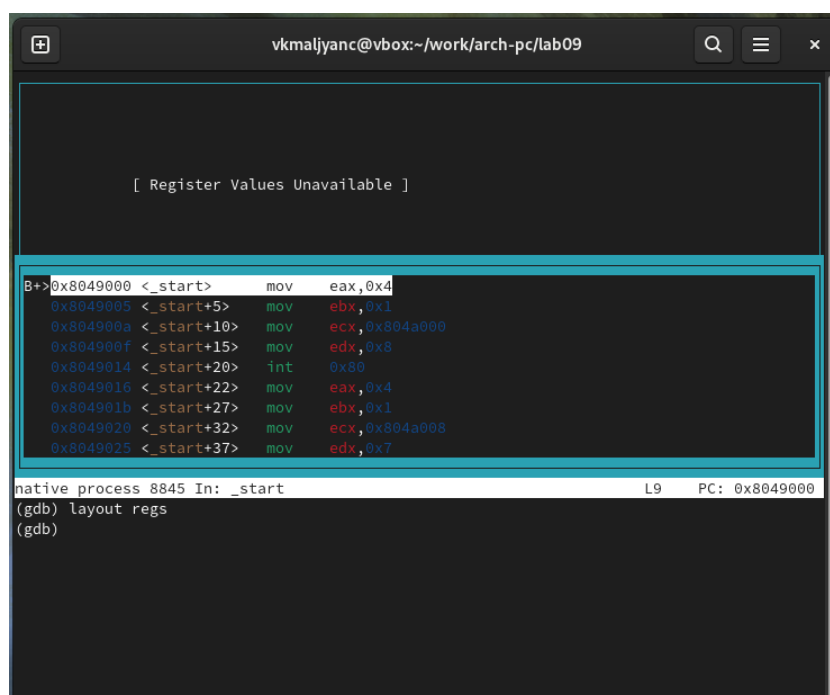 vkmaljyanc@vbox:~/work/arch-pc/lab09
[ Register Values Unavailable ]
B+>0x8049000 <_start> mov eax,0x4
0x8049005 <_start+5> mov ebx,0x1
0x804900a <_start+10> mov ecx,0x804a000
0x804900f <_start+15> mov edx,0x8
0x8049014 <_start+20> int 0x80
0x8049016 <_start+22> mov eax,0x4
0x804901b <_start+27> mov ebx,0x1
0x8049020 <_start+32> mov ecx,0x804a008
0x8049025 <_start+37> mov edx,0x7
native process 8845 In: _start L9 PC: 0x8049000
(gdb) layout regs
(gdb)